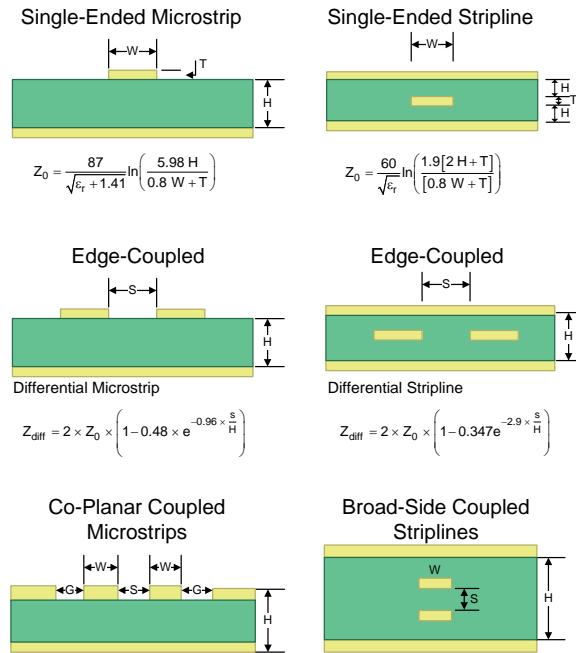 Single-Ended Microstrip
W
T
H
Z₀ = 87 / √(εᵣ + 1.41) ln(5.98 H / 0.8 W + T)
Single-Ended Stripline
W
H
T
H
Z₀ = 60 / √εᵣ ln(1.9[2 H + T] / [0.8 W + T])
Edge-Coupled
S
H
Differential Microstrip
Z_diff = 2 × Z₀ × (1 − 0.48 × e^(−0.96 × s/H))
Edge-Coupled
S
H
Differential Stripline
Z_diff = 2 × Z₀ × (1 − 0.347e^(−2.9 × s/H))
Co-Planar Coupled
Microstrips
W W
G S G
H
Broad-Side Coupled
Striplines
W
S
H